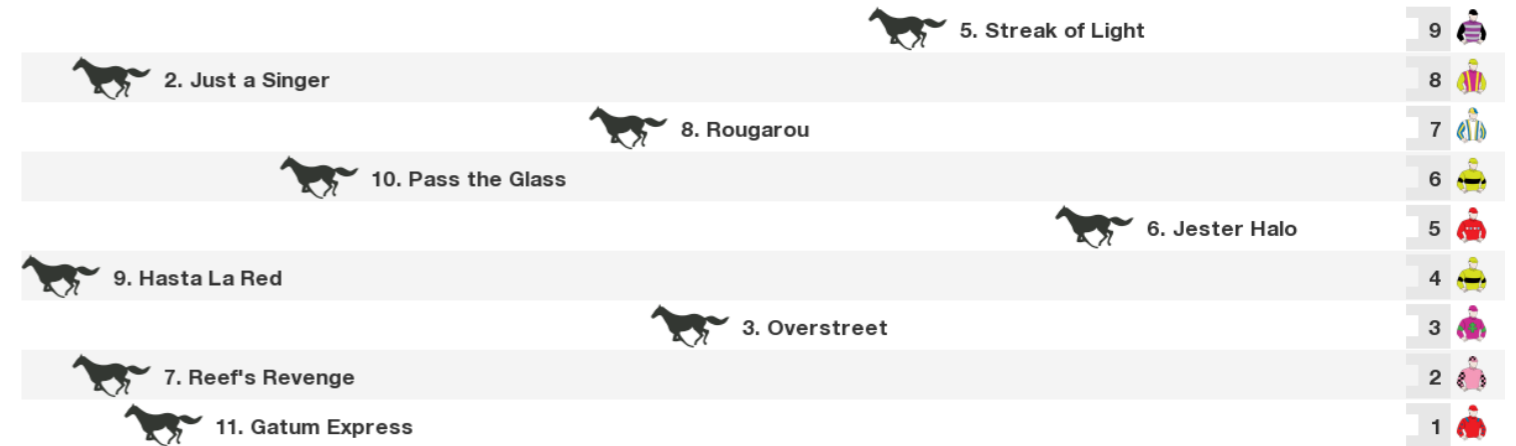 5. Streak of Light 9
2. Just a Singer 8
8. Rougarou 7
10. Pass the Glass 6
6. Jester Halo 5
9. Hasta La Red 4
3. Overstreet 3
7. Reef's Revenge 2
11. Gatum Express 1